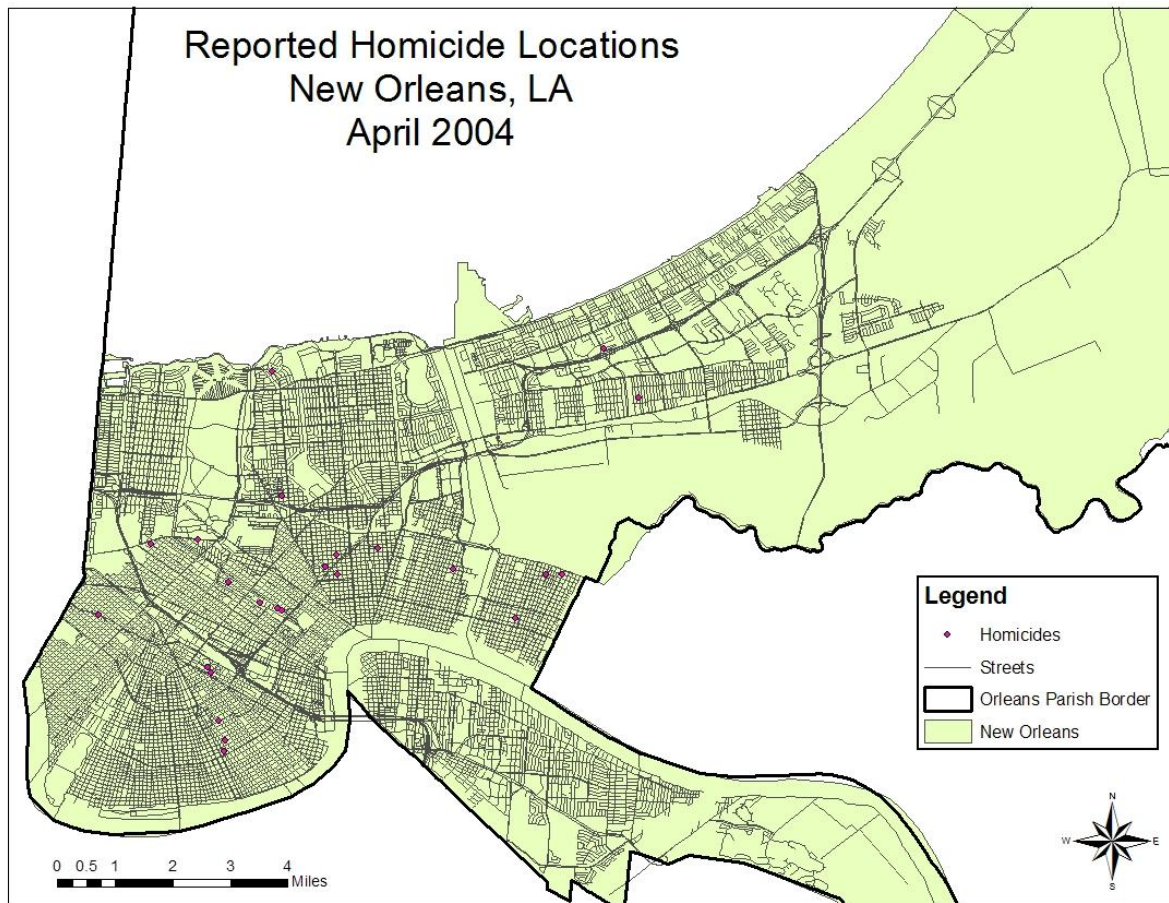 Reported Homicide Locations
New Orleans, LA
April 2004
Legend
Homicides
Streets
Orleans Parish Border
New Orleans
N
W E
S
0 0.5 1 2 3 4
Miles